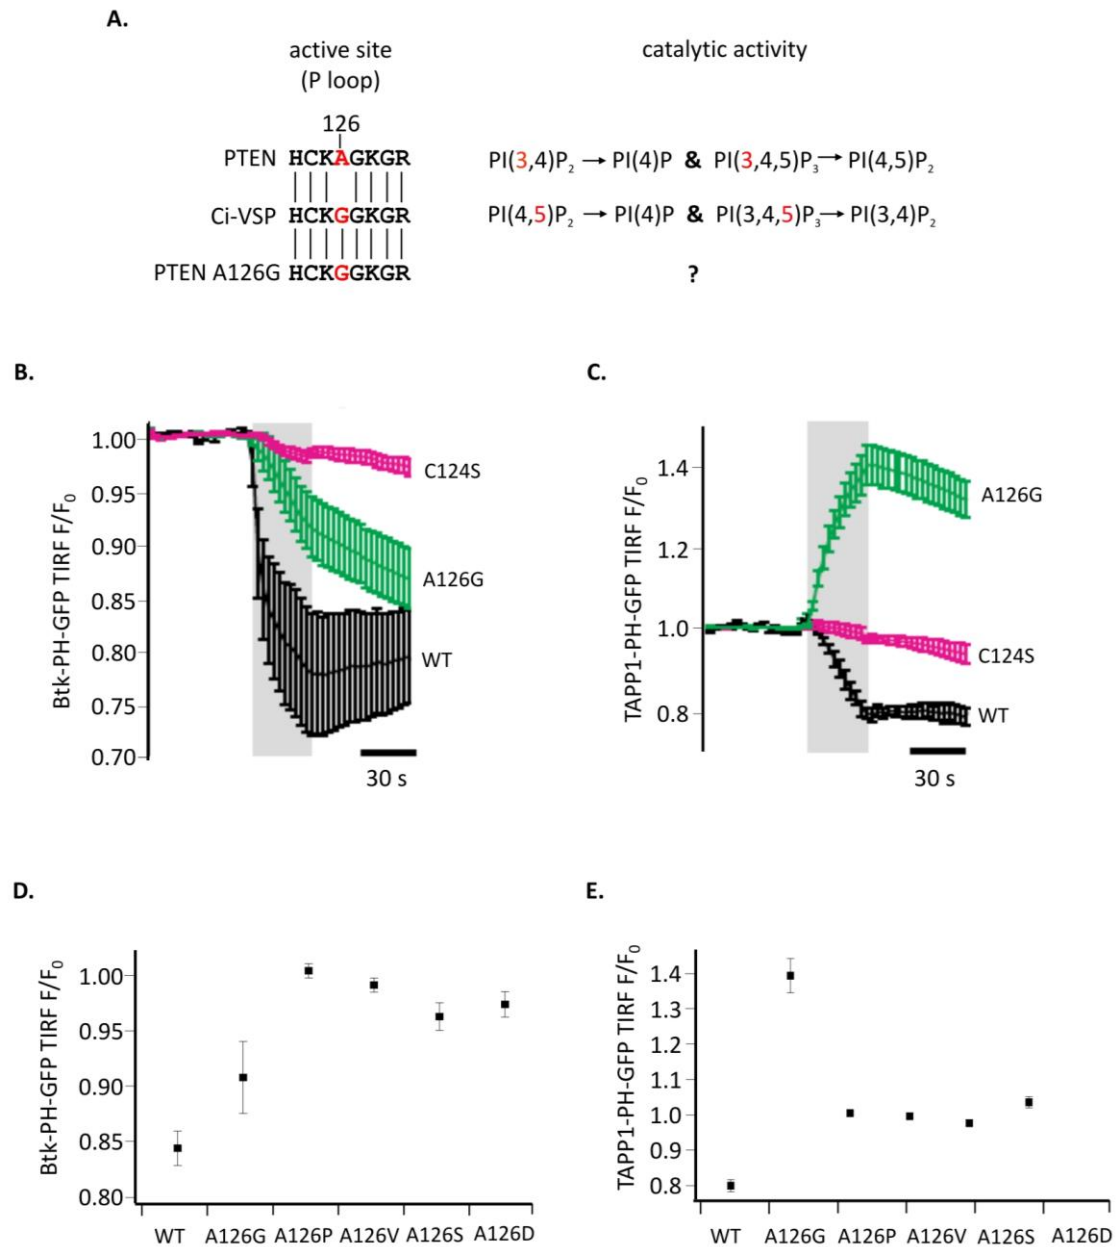 A.
active site
(P loop)
catalytic activity
126
PTEN HCKAGKGR PI(3,4)P₂ → PI(4)P & PI(3,4,5)P₃ → PI(4,5)P₂
Ci-VSP HCKGGKGR PI(4,5)P₂ → PI(4)P & PI(3,4,5)P₃ → PI(3,4)P₂
PTEN A126G HCKGGKGR ?
B.
Btk-PH-GFP TIRF F/F₀
1.00
0.95
0.90
0.85
0.80
0.75
0.70
C124S
A126G
WT
30 s
C.
TAPP1-PH-GFP TIRF F/F₀
1.4
1.2
1.0
0.8
A126G
C124S
WT
30 s
D.
Btk-PH-GFP TIRF F/F₀
1.00
0.95
0.90
0.85
0.80
WT A126G A126P A126V A126S A126D
E.
TAPP1-PH-GFP TIRF F/F₀
1.4
1.3
1.2
1.1
1.0
0.9
0.8
WT A126G A126P A126V A126S A126D